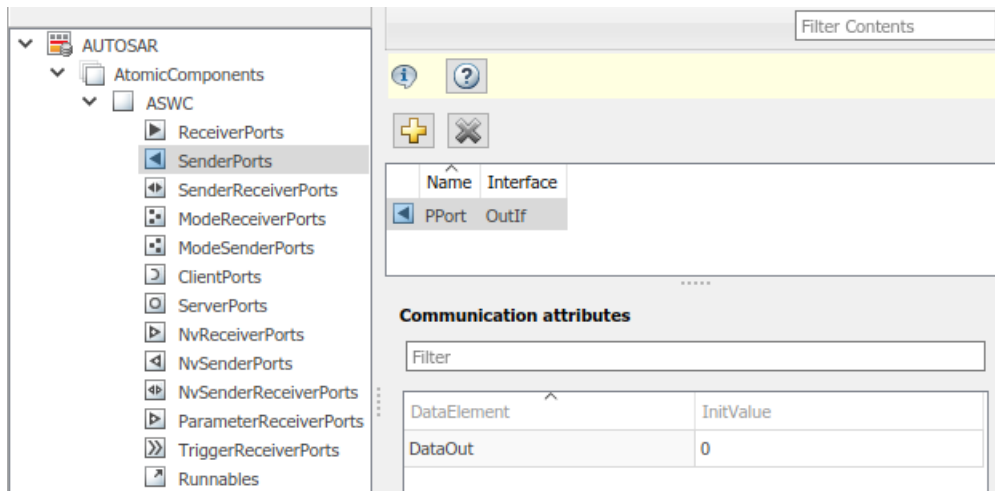 Filter Contents
AUTOSAR
AtomicComponents
ASWC
ReceiverPorts
SenderPorts
SenderReceiverPorts
ModeReceiverPorts
ModeSenderPorts
ClientPorts
ServerPorts
NvReceiverPorts
NvSenderPorts
NvSenderReceiverPorts
ParameterReceiverPorts
TriggerReceiverPorts
Runnables
Name Interface
PPort OutIf
Communication attributes
Filter
DataElement InitValue
DataOut 0